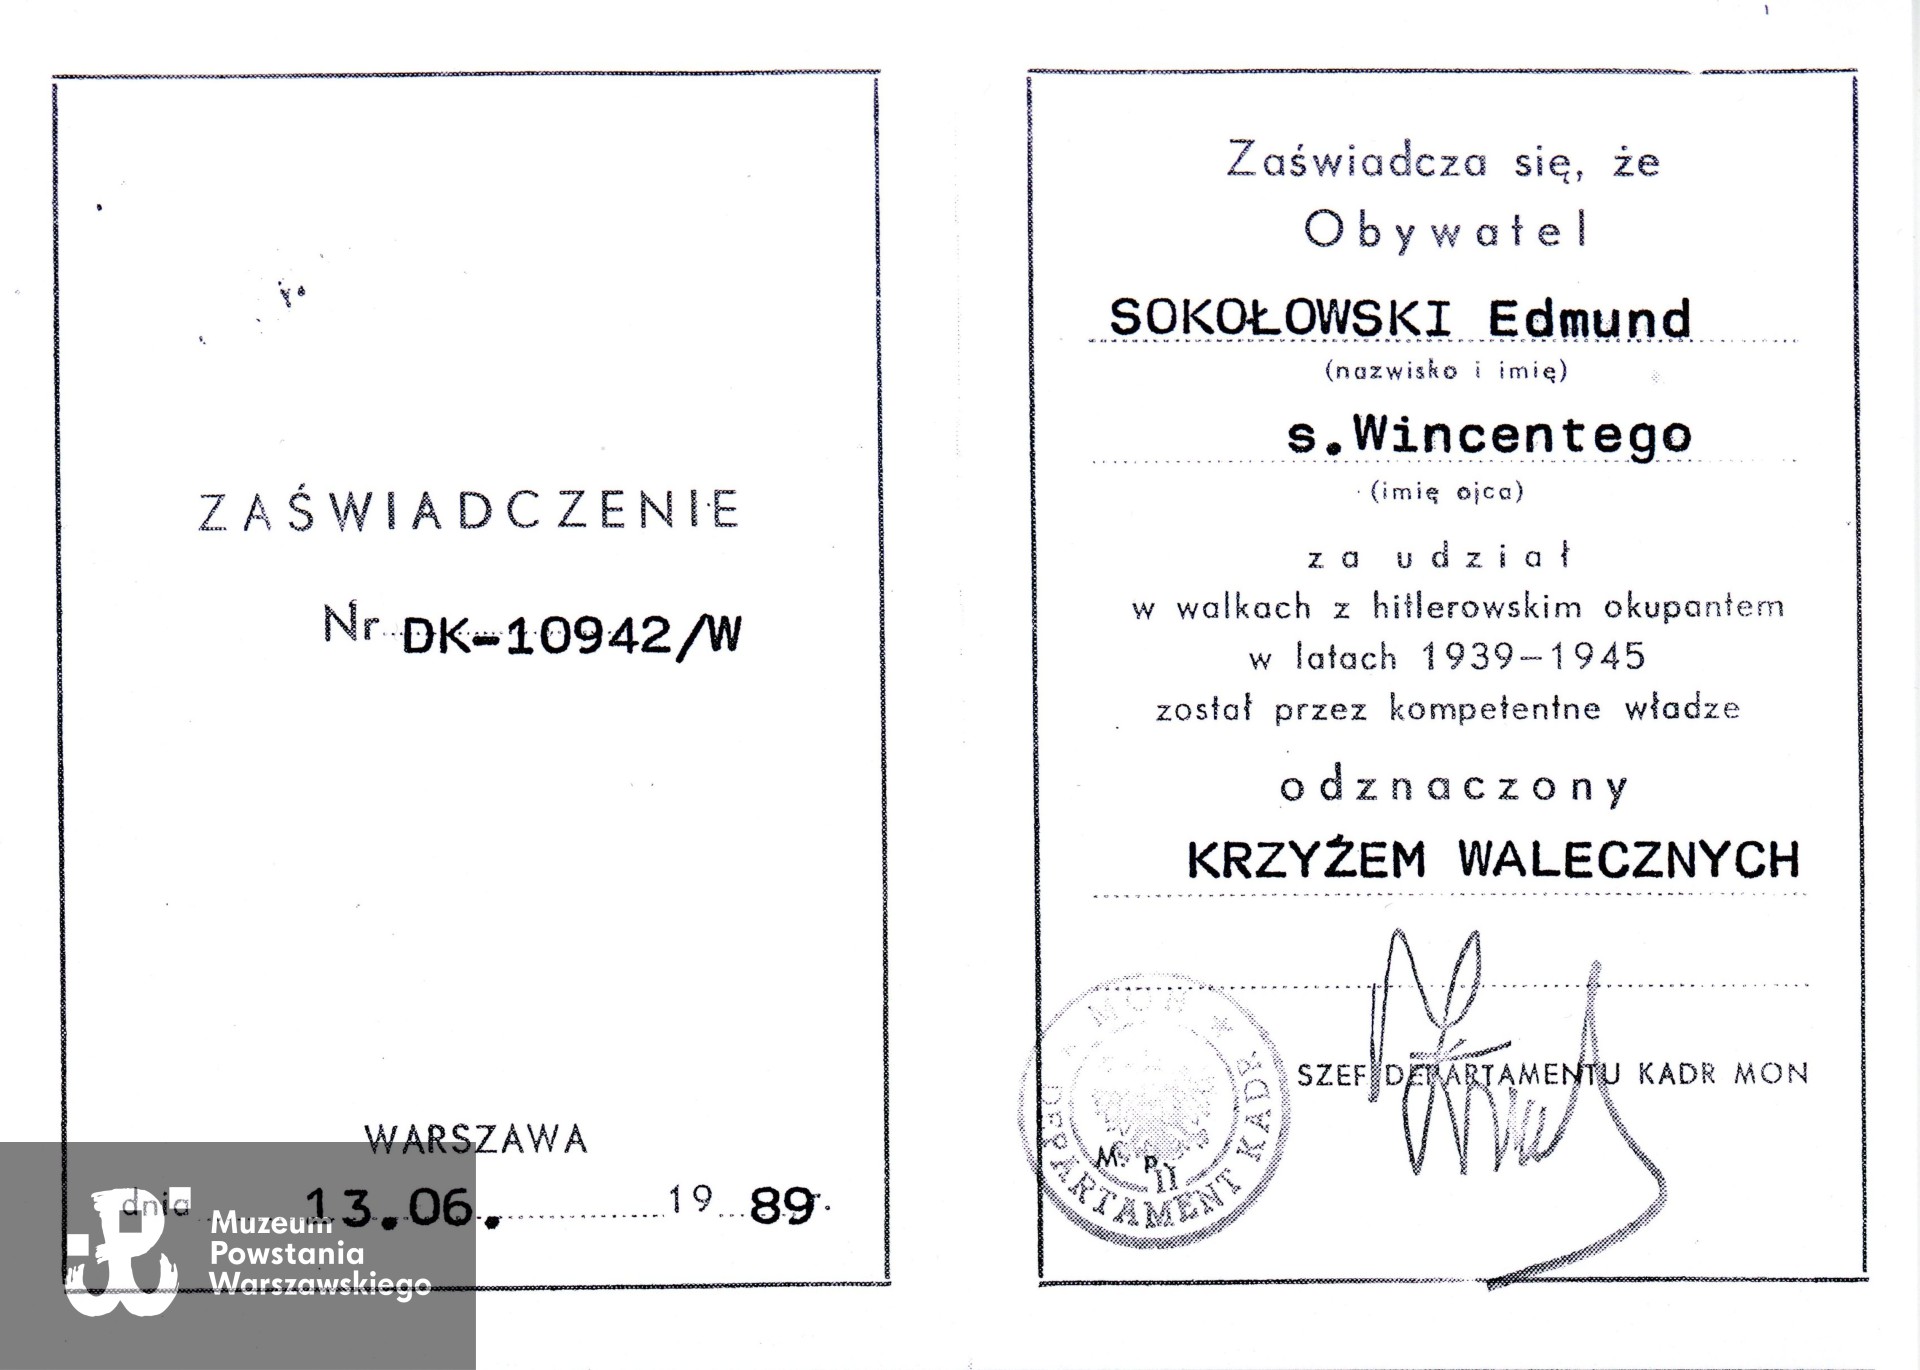 ZAŚWIADCZENIE
Nr DK-10942/W
WARSZAWA
dnia 13.06. 19 89 r.
Muzeum
Powstania
Warszawskiego
Zaświadcza się, że
Obywatel
SOKOŁOWSKI Edmund
(nazwisko i imię)
s.Wincentego
(imię ojca)
za udział
w walkach z hitlerowskim okupantem
w latach 1939–1945
został przez kompetentne władze
odznaczony
KRZYŻEM WALECZNYCH
SZEF DEPARTAMENTU KADR MON
MON
DEPARTAMENT KADR
M. P.
11